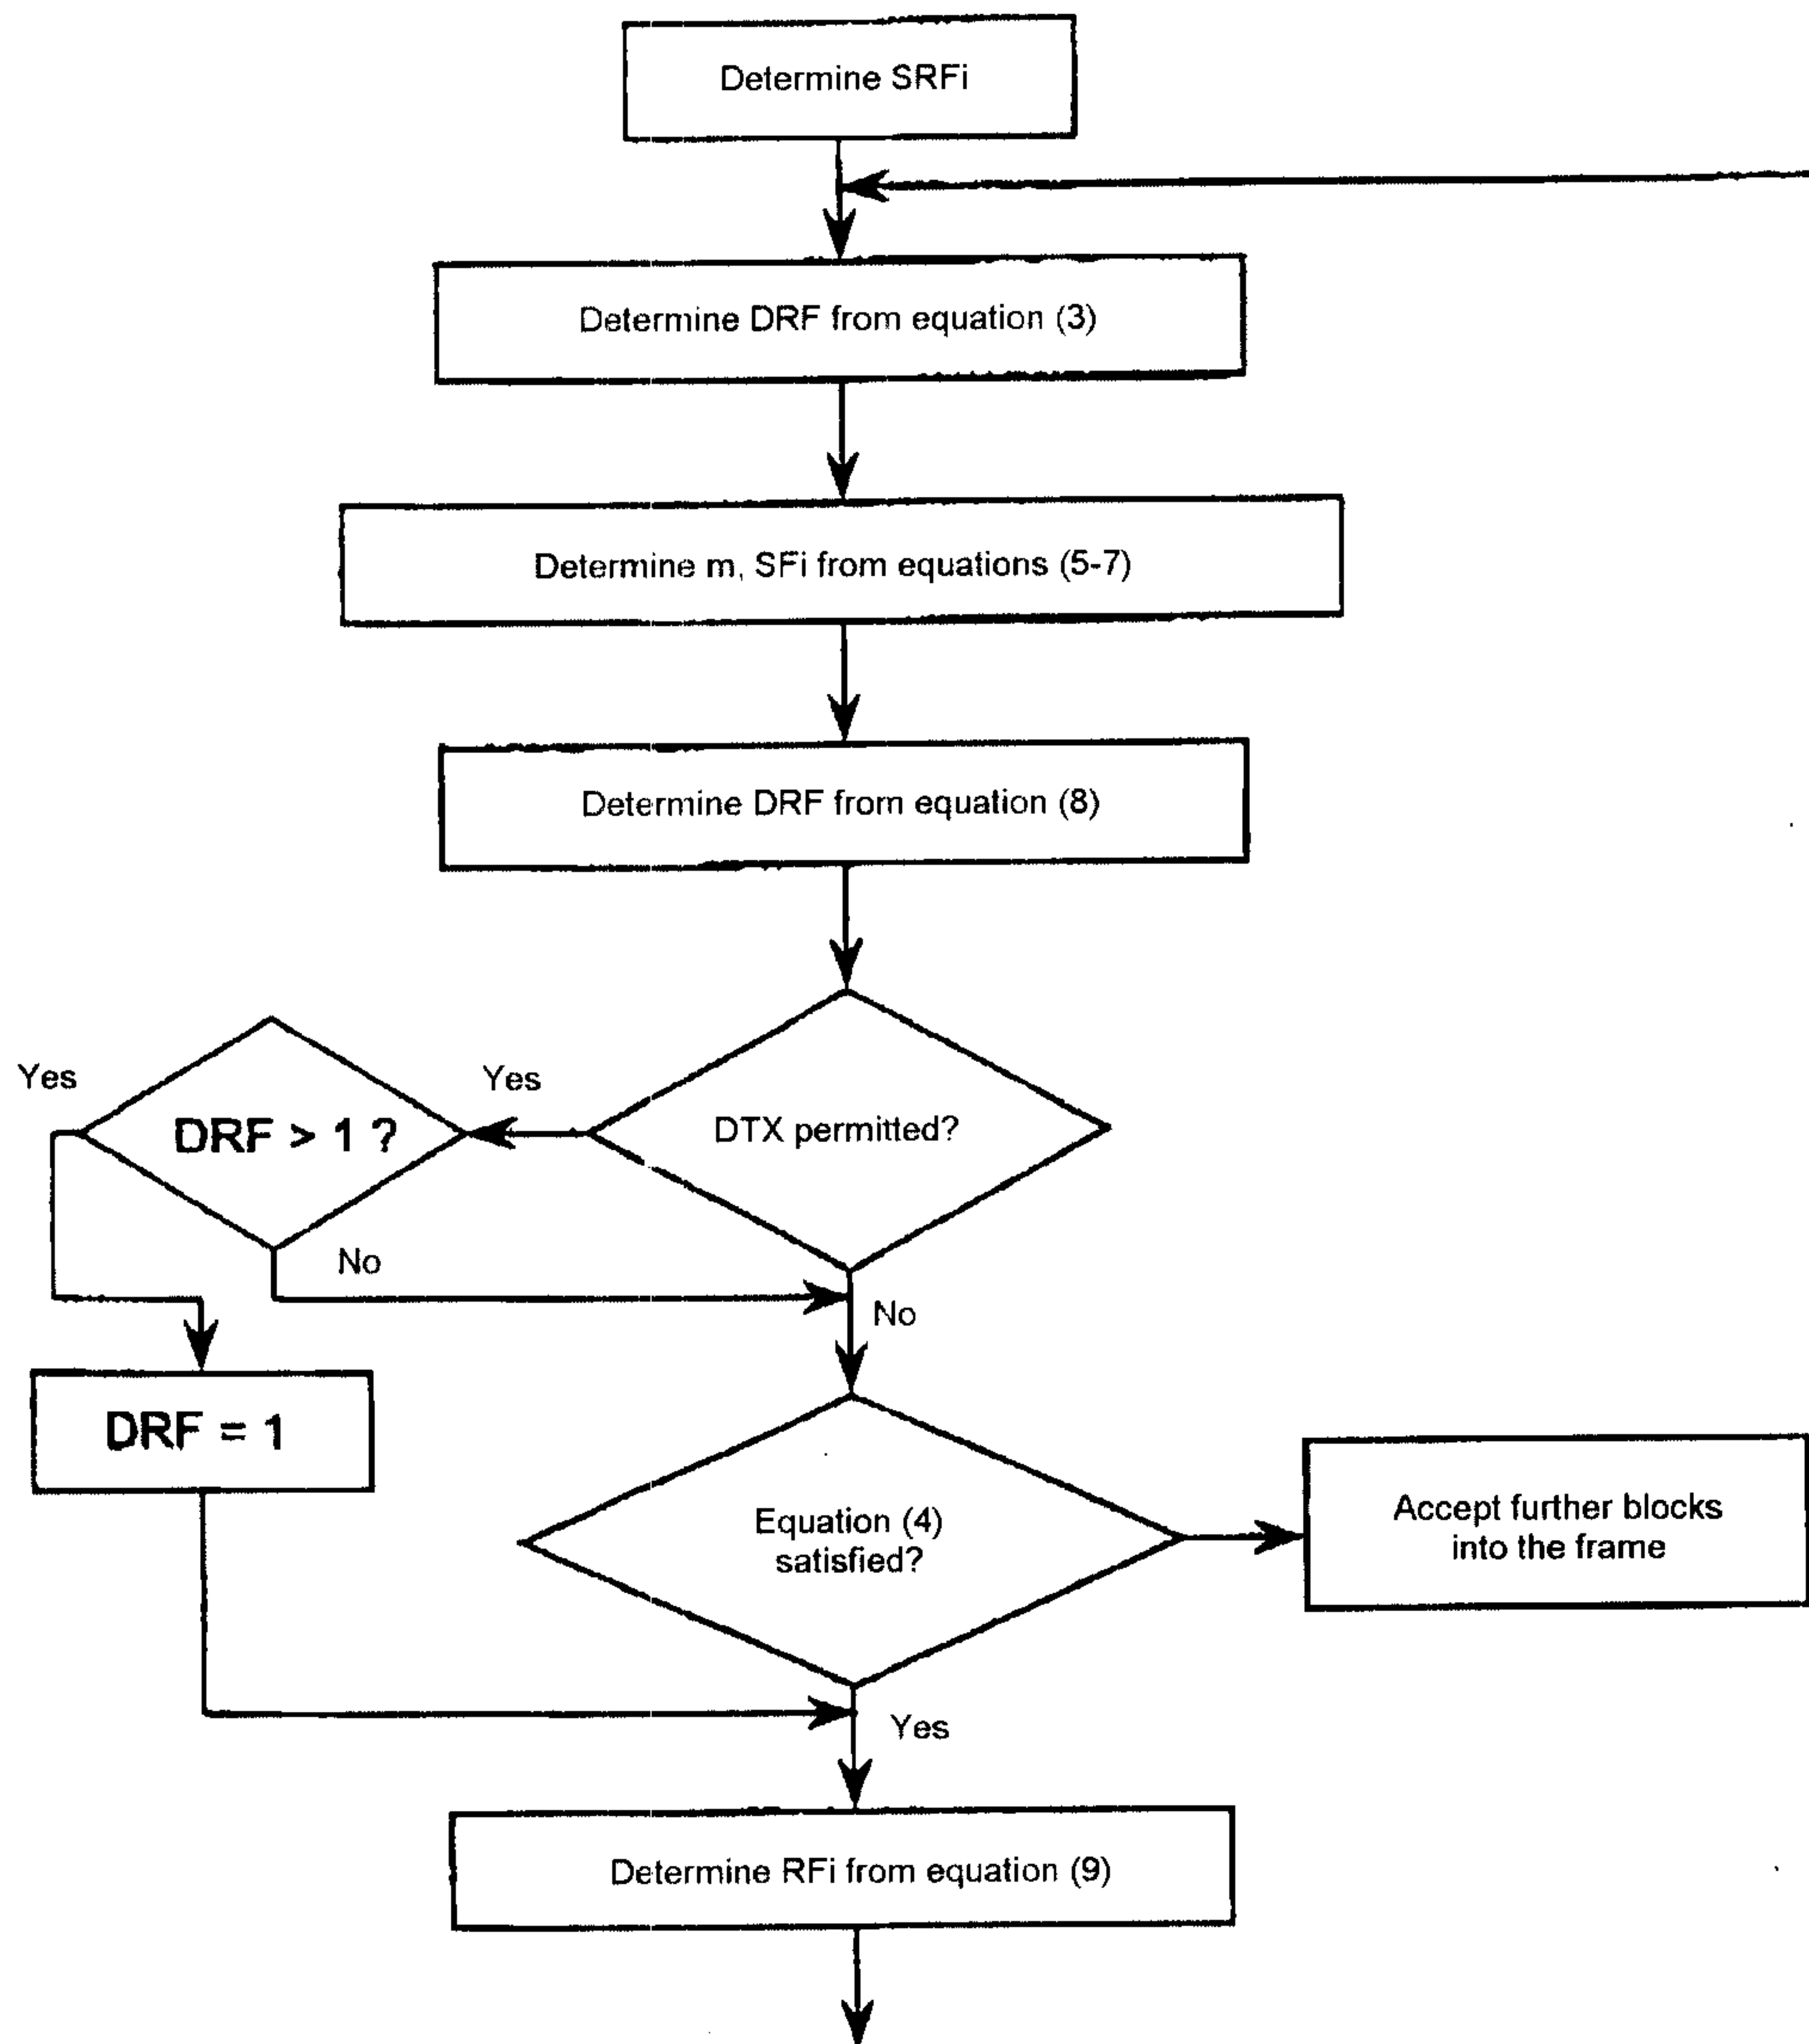 Determine SRFi
Determine DRF from equation (3)
Determine m, SFi from equations (5-7)
Determine DRF from equation (8)
Yes
DRF > 1 ?
Yes
DTX permitted?
No
No
DRF = 1
Equation (4)
satisfied?
Accept further blocks
into the frame
Yes
Determine RFi from equation (9)